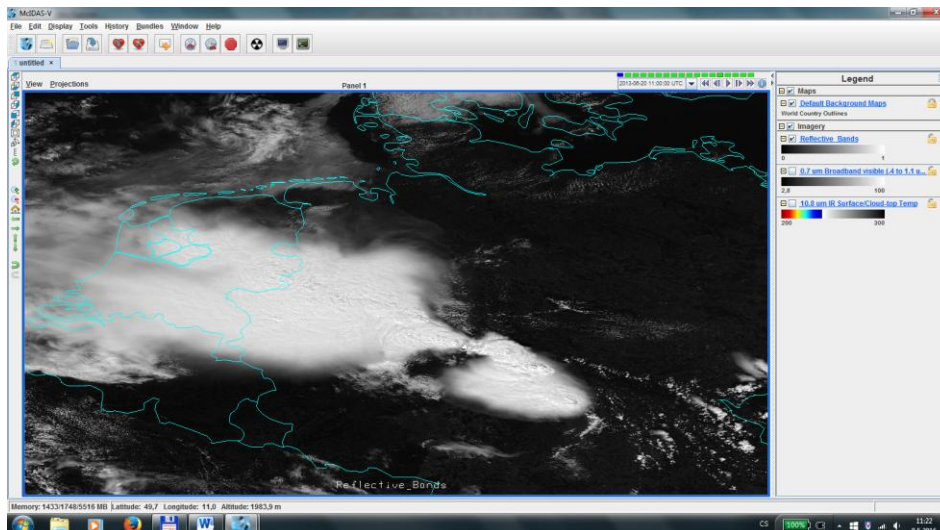 McIDAS-V
File Edit Display Tools History Bundles Window Help
untitled ×
View Projections
Panel 1
2013-06-20 11:00:00 UTC
Legend
Maps
Default Background Maps
World Country Outlines
Imagery
Reflective_Bands
0 1
0.7 um Broadband visible (.4 to 1.1 u...
2,8 100
10.8 um IR Surface/Cloud-top Temp
200 300
Reflective_Bands
Memory: 1433/1748/5516 MB Latitude: 49,7 Longitude: 11,0 Altitude: 1983,9 m
CS 100% 11:22